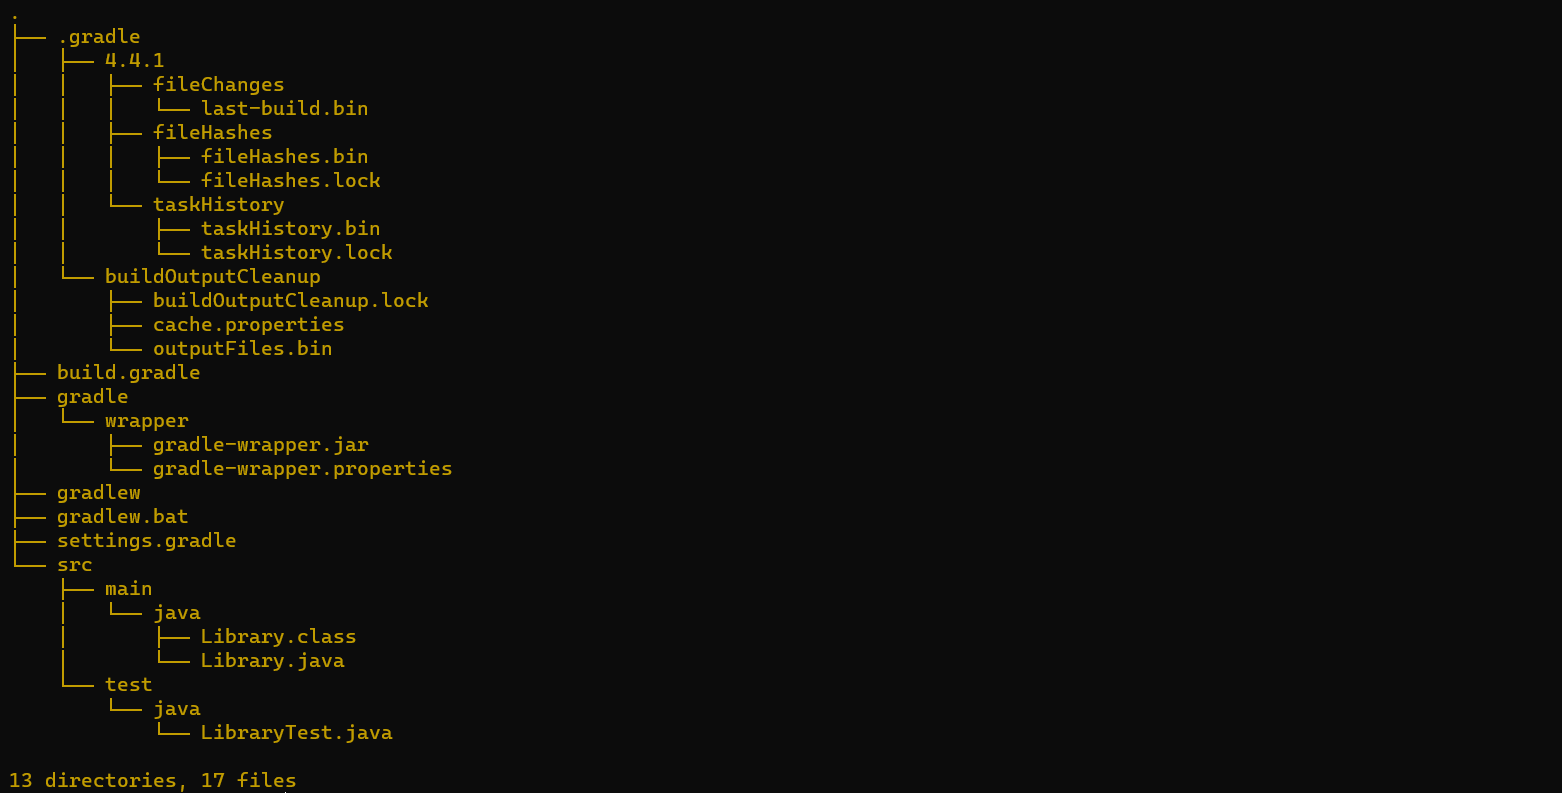 .
├── .gradle
│   ├── 4.4.1
│   │   ├── fileChanges
│   │   │   └── last-build.bin
│   │   ├── fileHashes
│   │   │   ├── fileHashes.bin
│   │   │   └── fileHashes.lock
│   │   └── taskHistory
│   │       ├── taskHistory.bin
│   │       └── taskHistory.lock
│   └── buildOutputCleanup
│       ├── buildOutputCleanup.lock
│       ├── cache.properties
│       └── outputFiles.bin
├── build.gradle
├── gradle
│   └── wrapper
│       ├── gradle-wrapper.jar
│       └── gradle-wrapper.properties
├── gradlew
├── gradlew.bat
├── settings.gradle
└── src
    ├── main
    │   └── java
    │       ├── Library.class
    │       └── Library.java
    └── test
        └── java
            └── LibraryTest.java

13 directories, 17 files